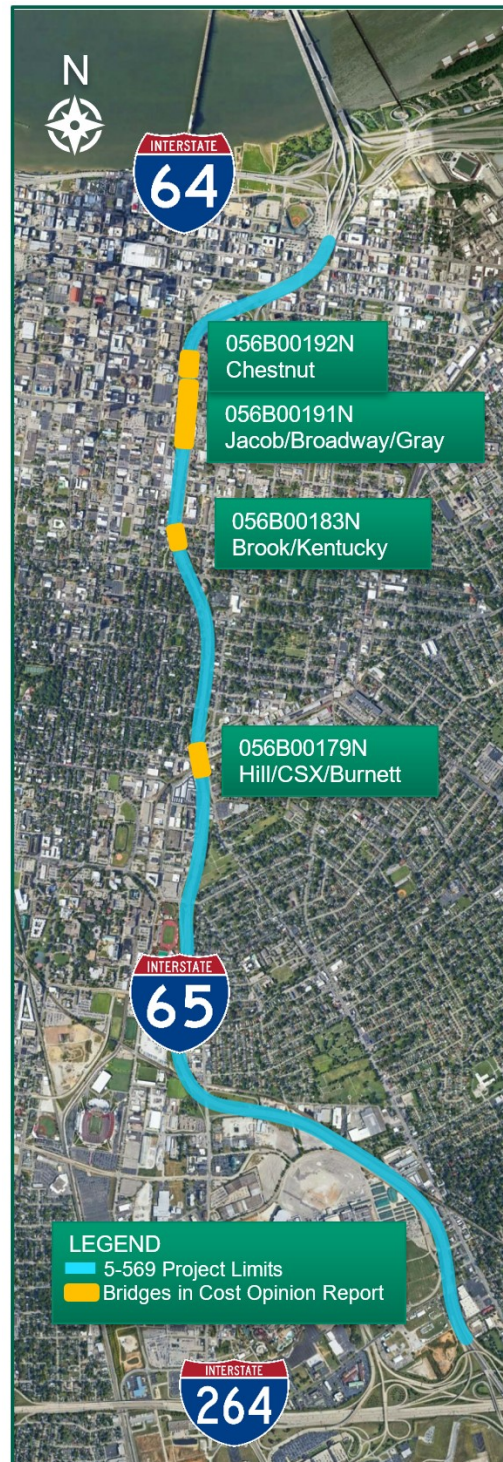 N
INTERSTATE
64
056B00192N
Chestnut
056B00191N
Jacob/Broadway/Gray
056B00183N
Brook/Kentucky
056B00179N
Hill/CSX/Burnett
INTERSTATE
65
LEGEND
5-569 Project Limits
Bridges in Cost Opinion Report
INTERSTATE
264